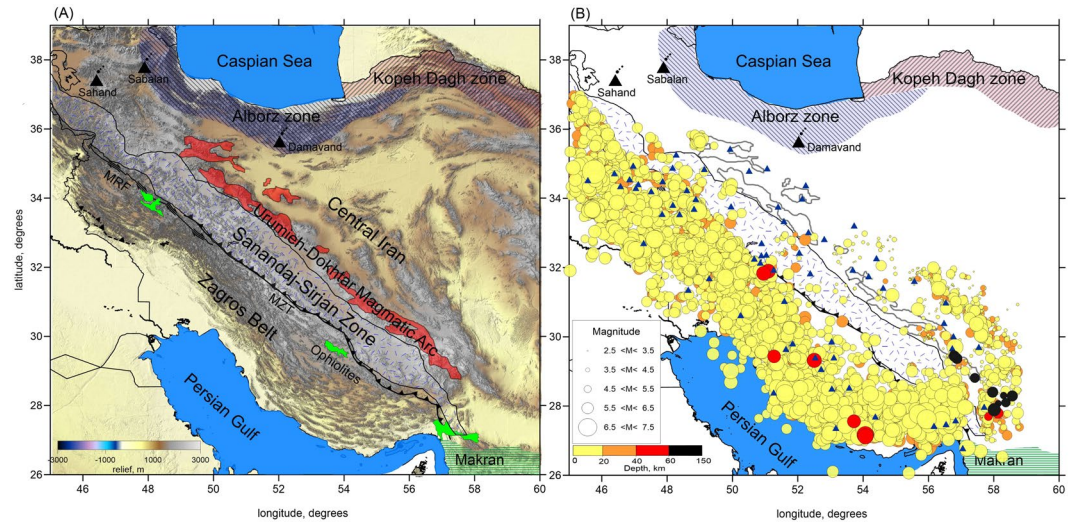 (A)
38
36
34
32
30
28
26
latitude, degrees
Caspian Sea
Kopeh Dagh zone
Sabalan
Sahand
Alborz zone
Damavand
MRF
Central Iran
Urumieh-Dokhtar Magmatic Arc
Sanandaj-Sirjan Zone
MZT
Zagros Belt
Ophiolites
Persian Gulf
Makran
-3000 -1000 1000 3000
relief, m
46 48 50 52 54 56 58 60
longitude, degrees
(B)
38
36
34
32
30
28
26
Caspian Sea
Kopeh Dagh zone
Sabalan
Sahand
Alborz zone
Damavand
Magnitude
2.5 <M< 3.5
3.5 <M< 4.5
4.5 <M< 5.5
5.5 <M< 6.5
6.5 <M< 7.5
Persian Gulf
Makran
0 20 40 60 150
Depth, km
46 48 50 52 54 56 58 60
longitude, degrees